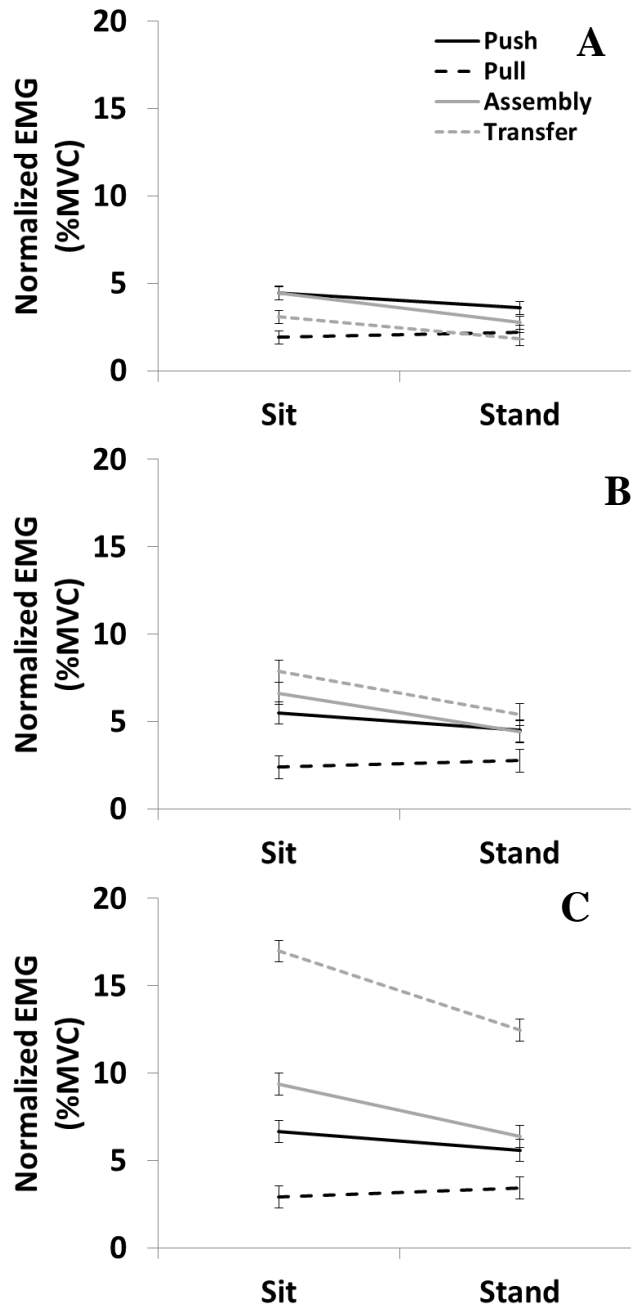 20
15
10
5
0
Normalized EMG
(%MVC)
Push
Pull
Assembly
Transfer
A
Sit Stand
20
15
10
5
0
Normalized EMG
(%MVC)
B
Sit Stand
20
15
10
5
0
Normalized EMG
(%MVC)
C
Sit Stand